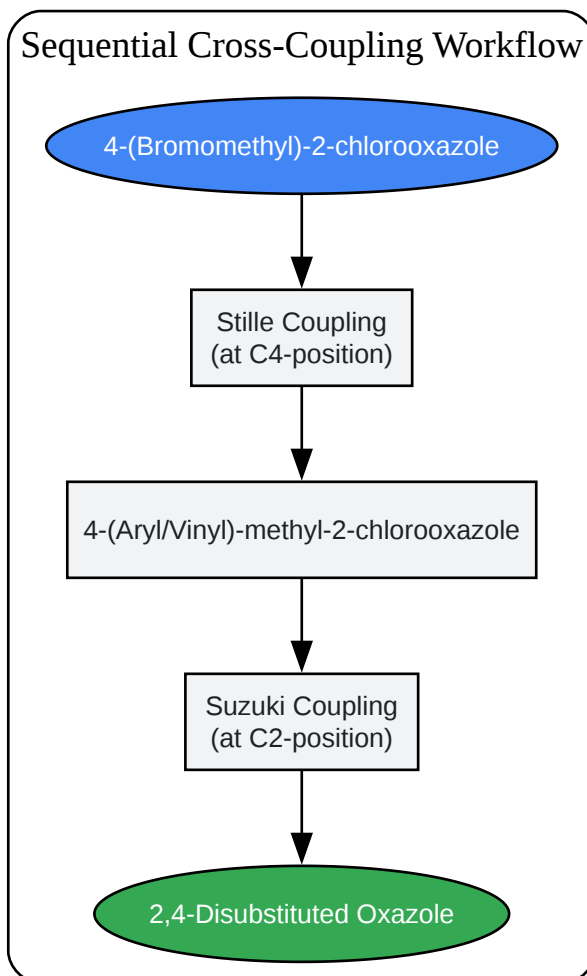 Sequential Cross-Coupling Workflow
4-(Bromomethyl)-2-chlorooxazole
Stille Coupling
(at C4-position)
4-(Aryl/Vinyl)-methyl-2-chlorooxazole
Suzuki Coupling
(at C2-position)
2,4-Disubstituted Oxazole